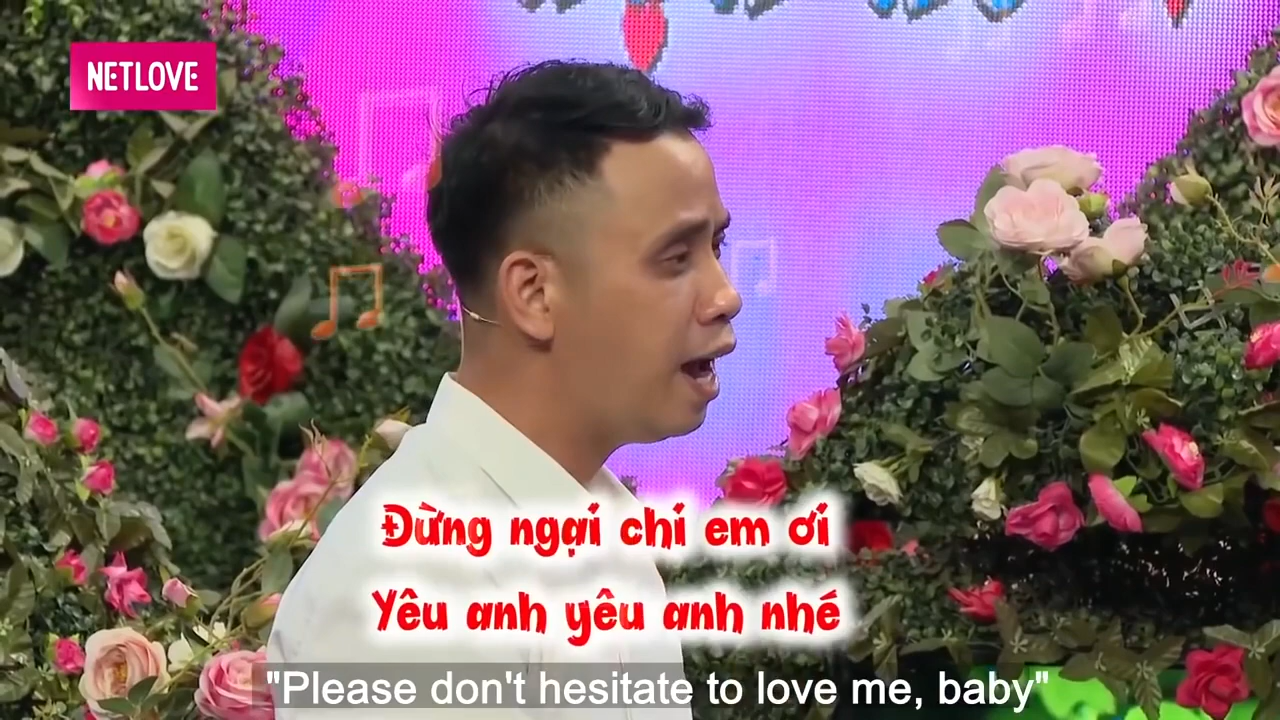 NETLOVE
Đừng ngại chi em ơi
Yêu anh yêu anh nhé
"Please don't hesitate to love me, baby"